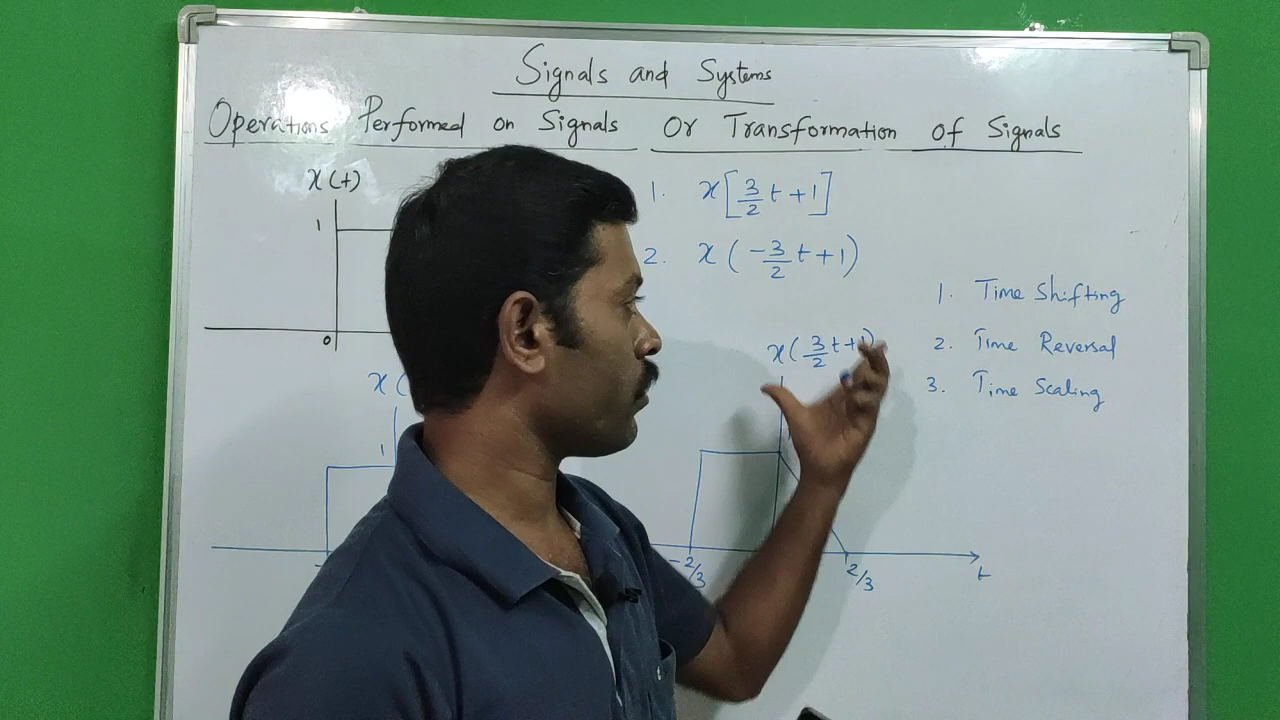 Signals and Systems
Operations Performed on Signals Or Transformation of Signals
x(t)
1
0
1. x[3/2 t+1]
2. x(-3/2 t+1)
1. Time Shifting
2. Time Reversal
3. Time Scaling
x(
1
x(3/2 t+1)
-2/3
2/3
t